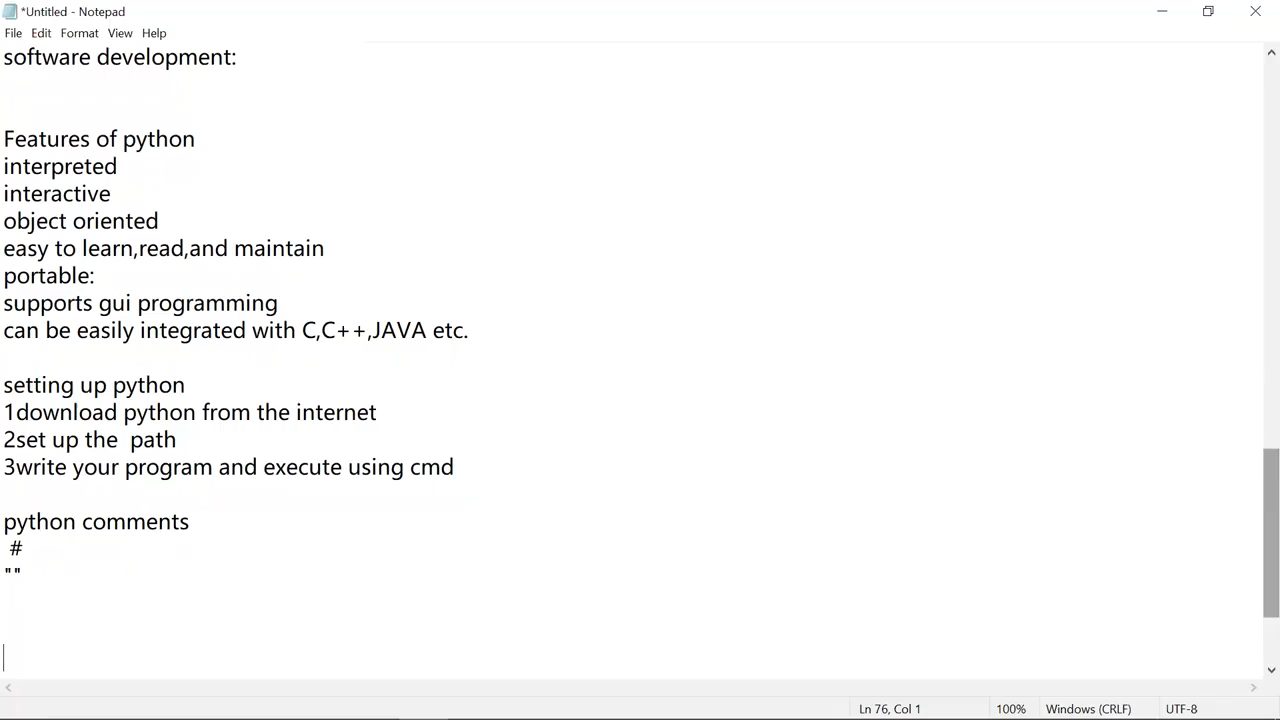 *Untitled - Notepad
File Edit Format View Help
software development:
Features of python
interpreted
interactive
object oriented
easy to learn,read,and maintain
portable:
supports gui programming
can be easily integrated with C,C++,JAVA etc.
setting up python
1download python from the internet
2set up the  path
3write your program and execute using cmd
python comments
 #
""
Ln 76, Col 1 100% Windows (CRLF) UTF-8